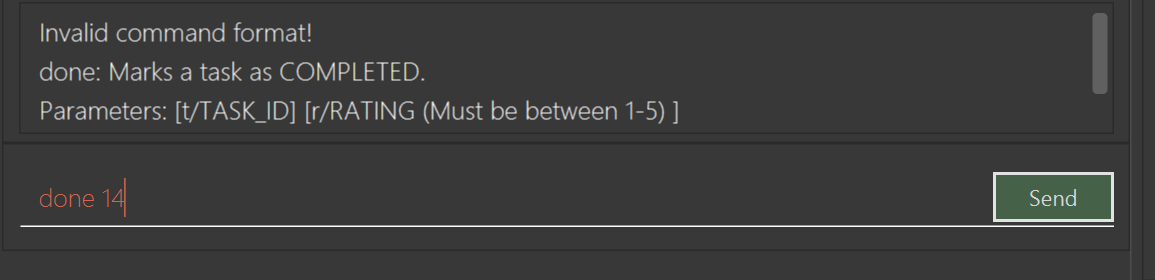 Invalid command format!
done: Marks a task as COMPLETED.
Parameters: [t/TASK_ID] [r/RATING (Must be between 1-5) ]
done 14
Send